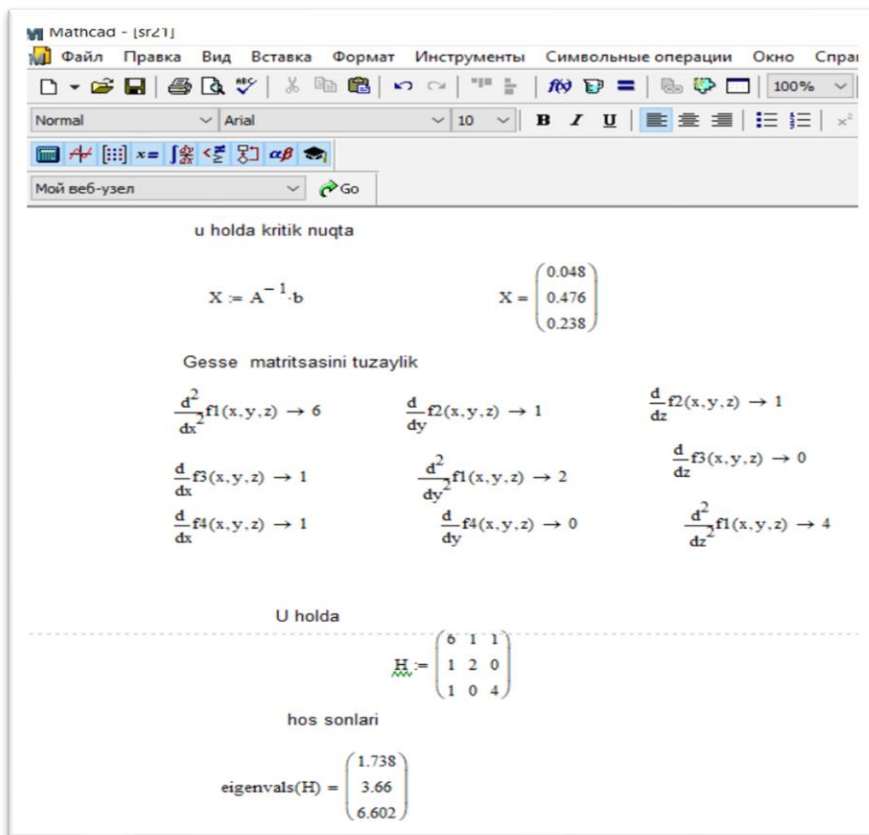 Mathcad - [sr21]
Файл Правка Вид Вставка Формат Инструменты Символьные операции Окно Справ
100%
Normal Arial 10 B I U
Мой веб-узел Go
u holda kritik nuqta
X := A⁻¹·b X = (0.048 0.476 0.238)
Gesse matritsasini tuzaylik
d²/dx² f1(x,y,z) → 6 d/dy f2(x,y,z) → 1 d/dz f2(x,y,z) → 1
d/dx f3(x,y,z) → 1 d²/dy² f1(x,y,z) → 2 d/dz f3(x,y,z) → 0
d/dx f4(x,y,z) → 1 d/dy f4(x,y,z) → 0 d²/dz² f1(x,y,z) → 4
U holda
6 1 1
H := 1 2 0
1 0 4
hos sonlari
1.738
eigenvals(H) = 3.66
6.602